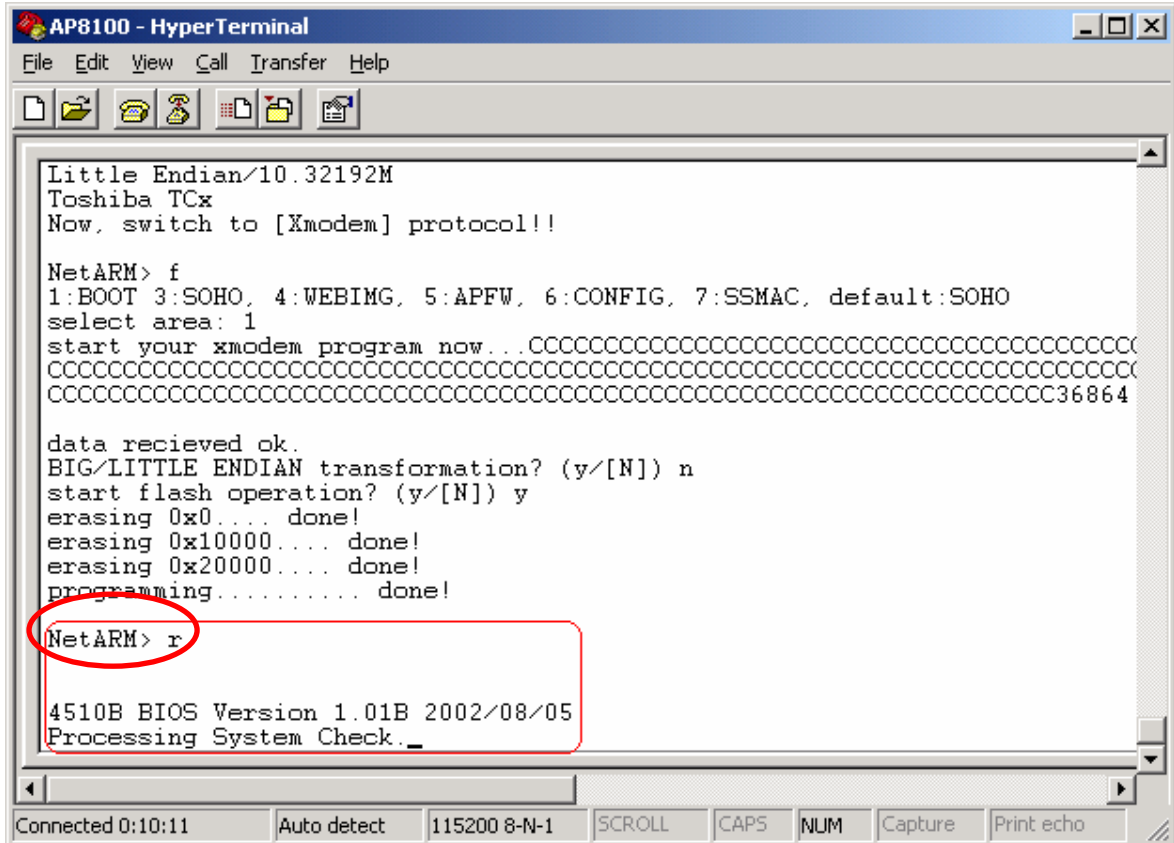 AP8100 - HyperTerminal
File Edit View Call Transfer Help
Little Endian/10.32192M
Toshiba TCx
Now, switch to [Xmodem] protocol!!
NetARM> f
1:BOOT 3:SOHO, 4:WEBIMG, 5:APFW, 6:CONFIG, 7:SSMAC, default:SOHO
select area: 1
start your xmodem program now...CCCCCCCCCCCCCCCCCCCCCCCCCCCCCCCCCCCCCCCCC
CCCCCCCCCCCCCCCCCCCCCCCCCCCCCCCCCCCCCCCCCCCCCCCCCCCCCCCCCCCCCCCCCCCCCCCCC
CCCCCCCCCCCCCCCCCCCCCCCCCCCCCCCCCCCCCCCCCCCCCCCCCCCCCCCCCCCCCCCCCCC36864
data recieved ok.
BIG/LITTLE ENDIAN transformation? (y/[N]) n
start flash operation? (y/[N]) y
erasing 0x0.... done!
erasing 0x10000.... done!
erasing 0x20000.... done!
programming.......... done!
NetARM> r
4510B BIOS Version 1.01B 2002/08/05
Processing System Check._
Connected 0:10:11 Auto detect 115200 8-N-1 SCROLL CAPS NUM Capture Print echo